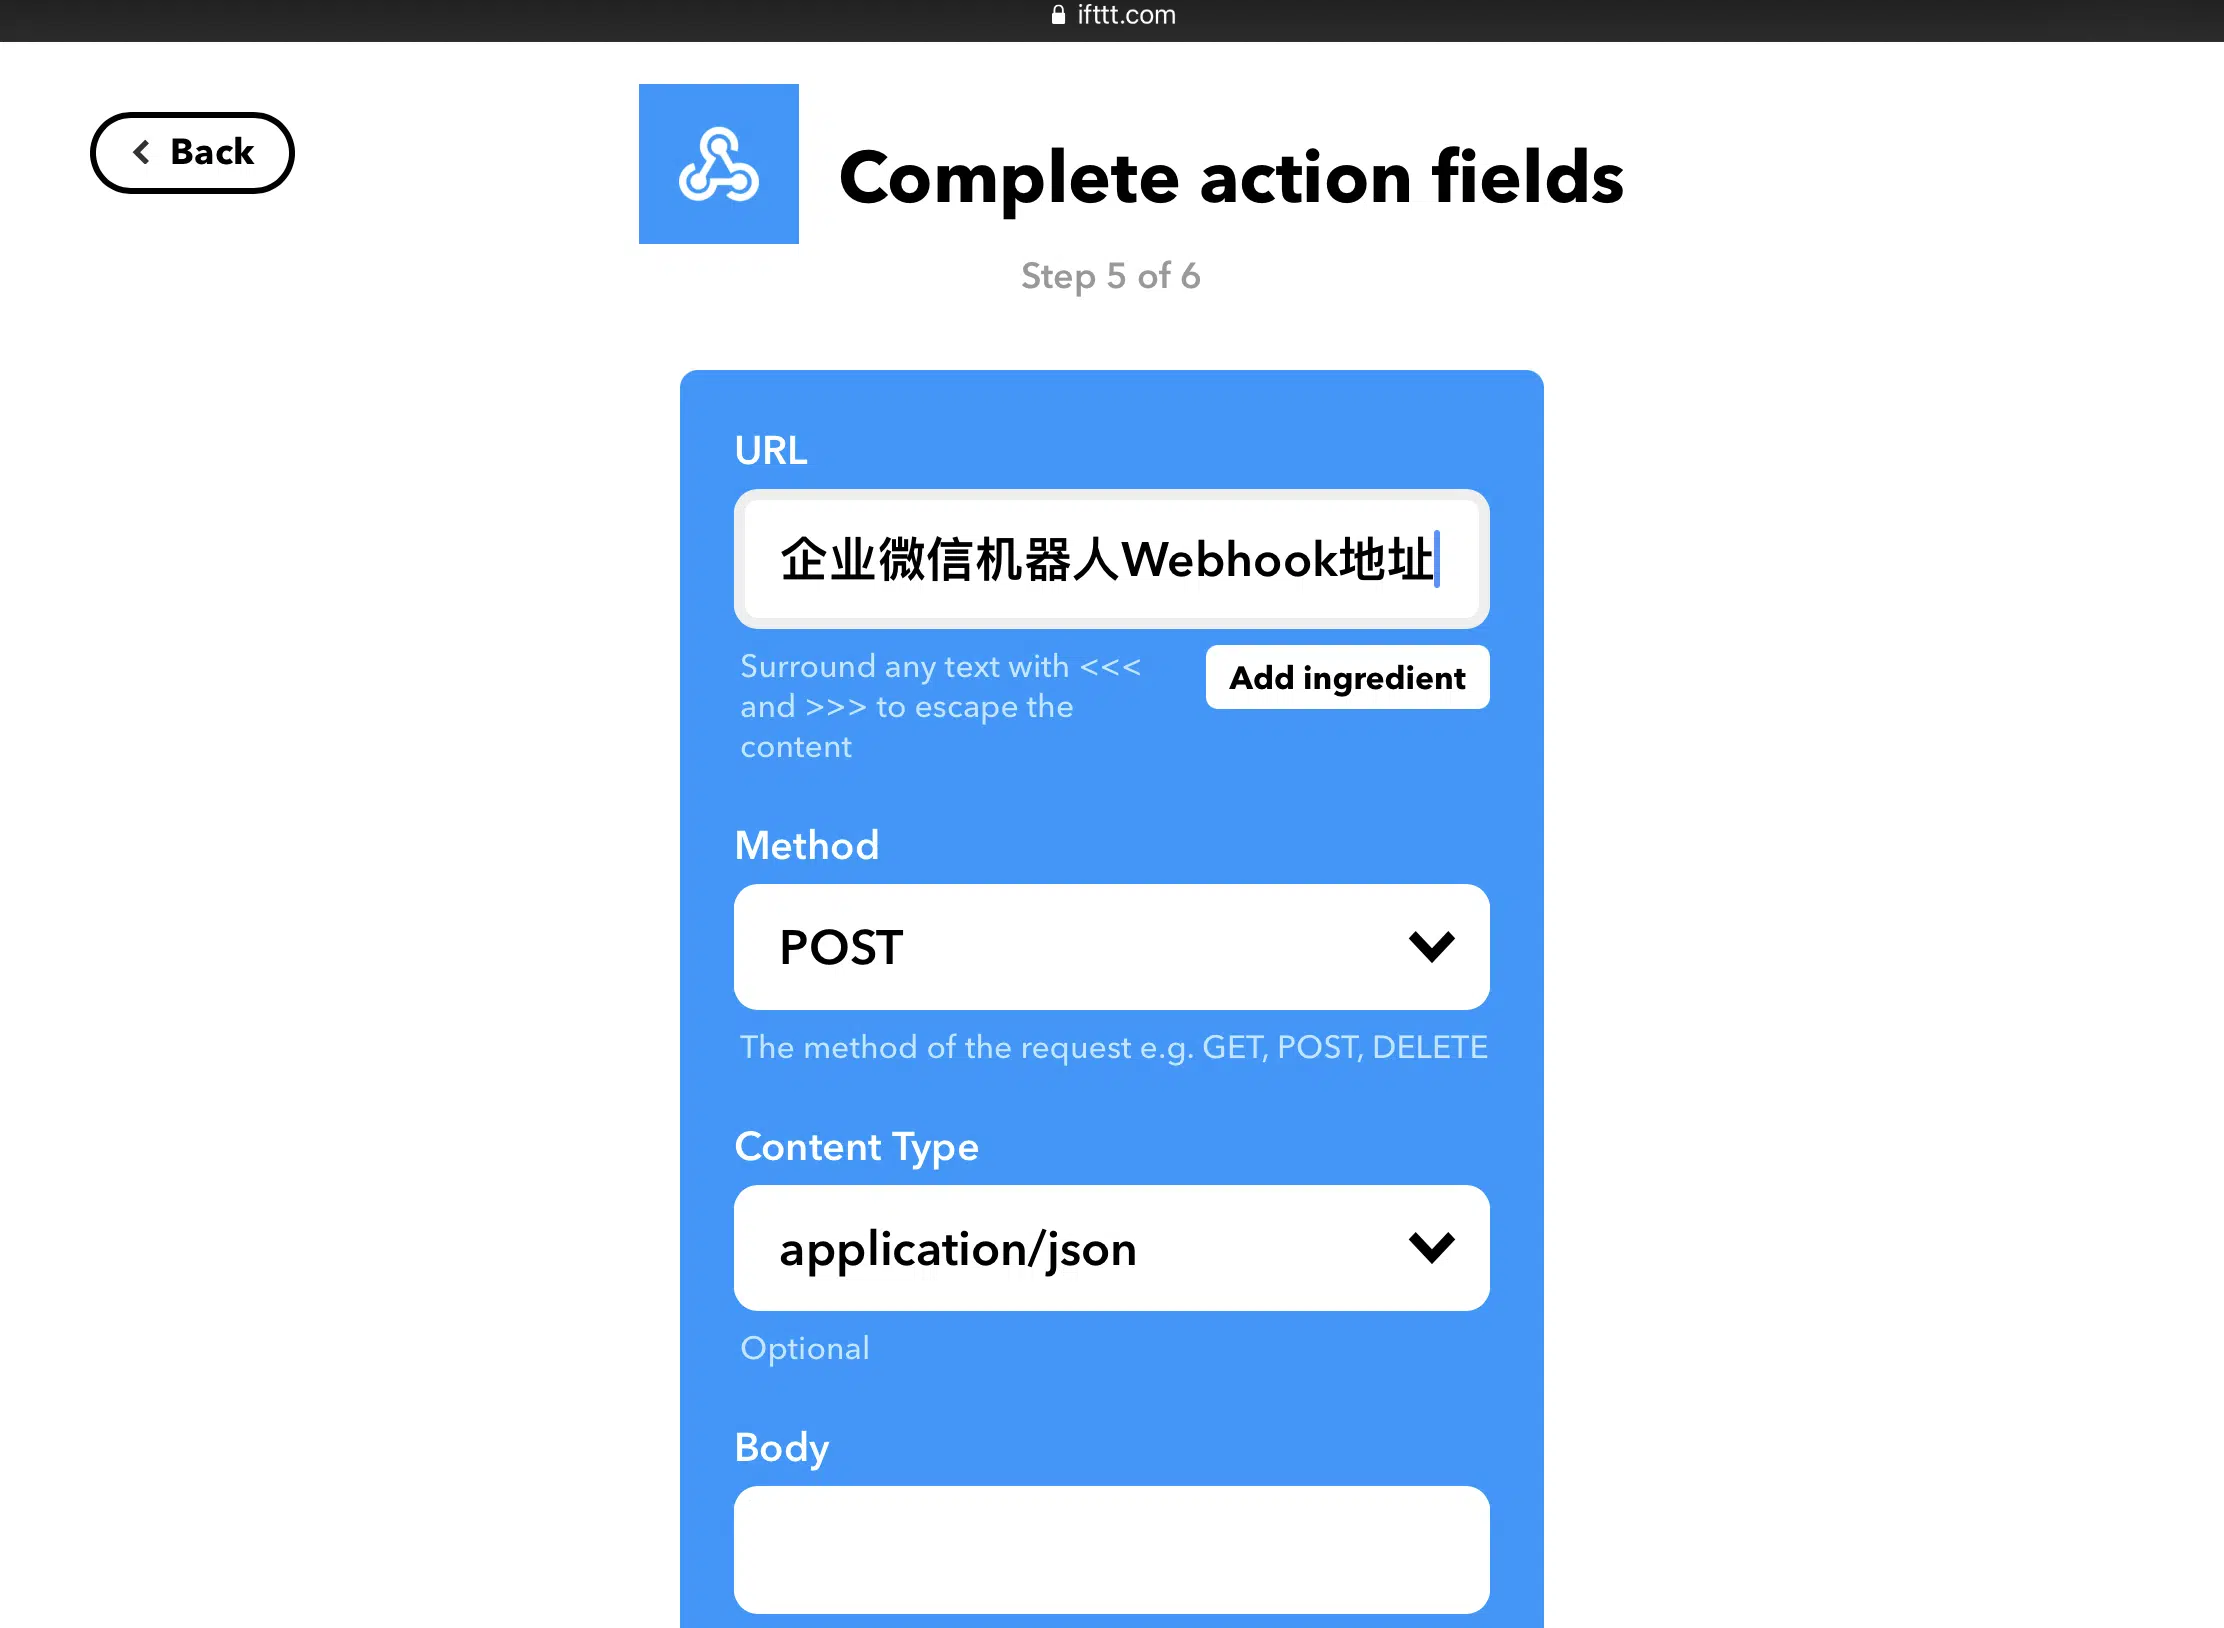 ifttt.com
Back
Complete action fields
Step 5 of 6
URL
企业微信机器人Webhook地址
Surround any text with <<<
and >>> to escape the
content
Add ingredient
Method
POST
The method of the request e.g. GET, POST, DELETE
Content Type
application/json
Optional
Body